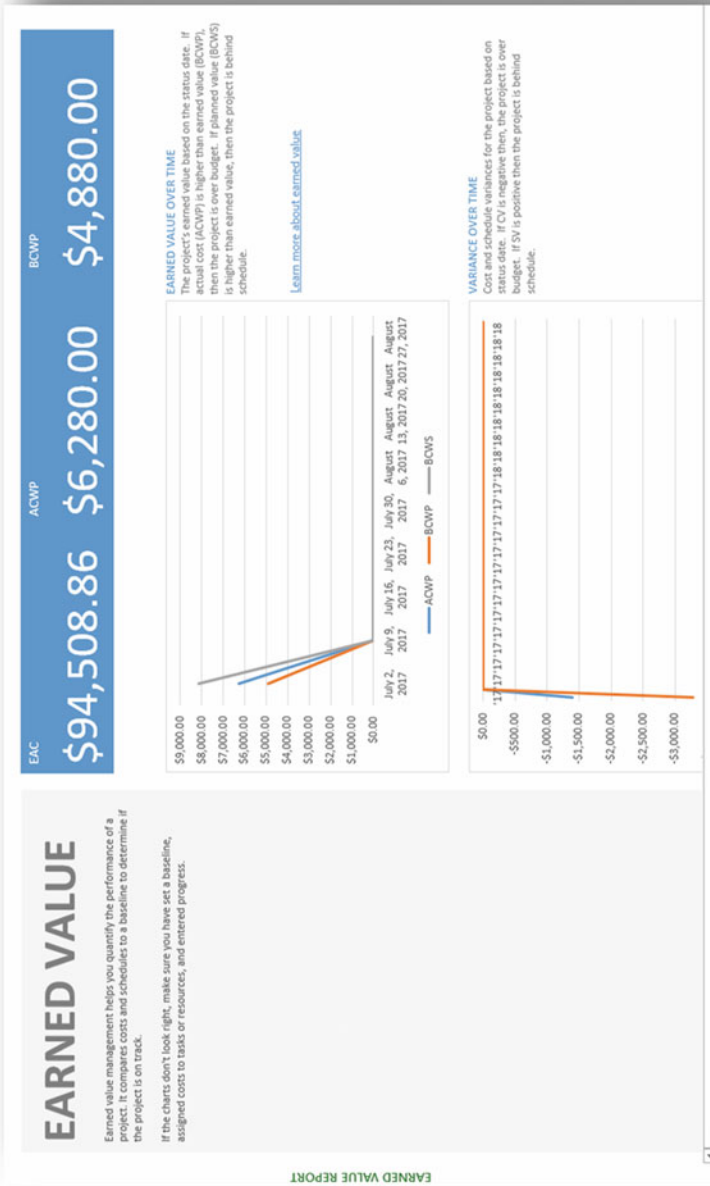 EARNED VALUE REPORT
EARNED VALUE
Earned value management helps you quantify the performance of a
project. It compares costs and schedules to a baseline to determine if
the project is on track.
If the charts don't look right, make sure you have set a baseline,
assigned costs to tasks or resources, and entered progress.
EAC
$94,508.86
ACWP
$6,280.00
BCWP
$4,880.00
$9,000.00
$8,000.00
$7,000.00
$6,000.00
$5,000.00
$4,000.00
$3,000.00
$2,000.00
$1,000.00
$0.00
July 2, July 9, July 16, July 23, July 30, August August August August
2017 2017 2017 2017 2017 6, 2017 13, 2017 20, 2017 27, 2017
ACWP BCWP BCWS
EARNED VALUE OVER TIME
The project's earned value based on the status date. If
actual cost (ACWP) is higher than earned value (BCWP),
then the project is over budget. If planned value (BCWS)
is higher than earned value, then the project is behind
schedule.
Learn more about earned value
$0.00
-$500.00
-$1,000.00
-$1,500.00
-$2,000.00
-$2,500.00
-$3,000.00
VARIANCE OVER TIME
Cost and schedule variances for the project based on
status date. If CV is negative then, the project is over
budget. If SV is positive then the project is behind
schedule.